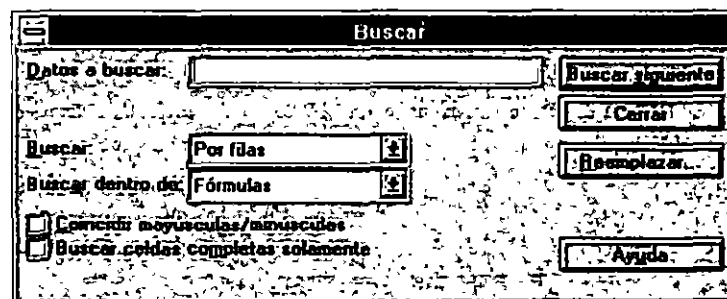 Buscar
Datos a buscar:
Buscar siguiente
Cerrar
Buscar:
Por filas
Reemplazar...
Buscar dentro de:
Fórmulas
Coincidir mayúsculas/minúsculas
Buscar celdas completas solamente
Ayuda